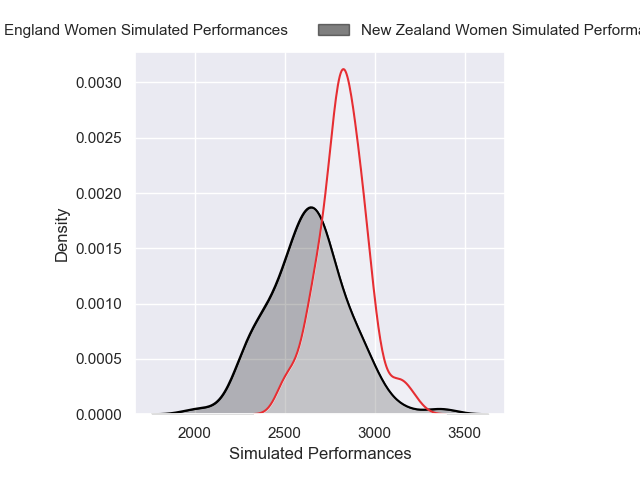 England Women Simulated Performances
New Zealand Women Simulated Performa
0.0030
0.0025
0.0020
0.0015
0.0010
0.0005
0.0000
Density
2000 2500 3000 3500
Simulated Performances